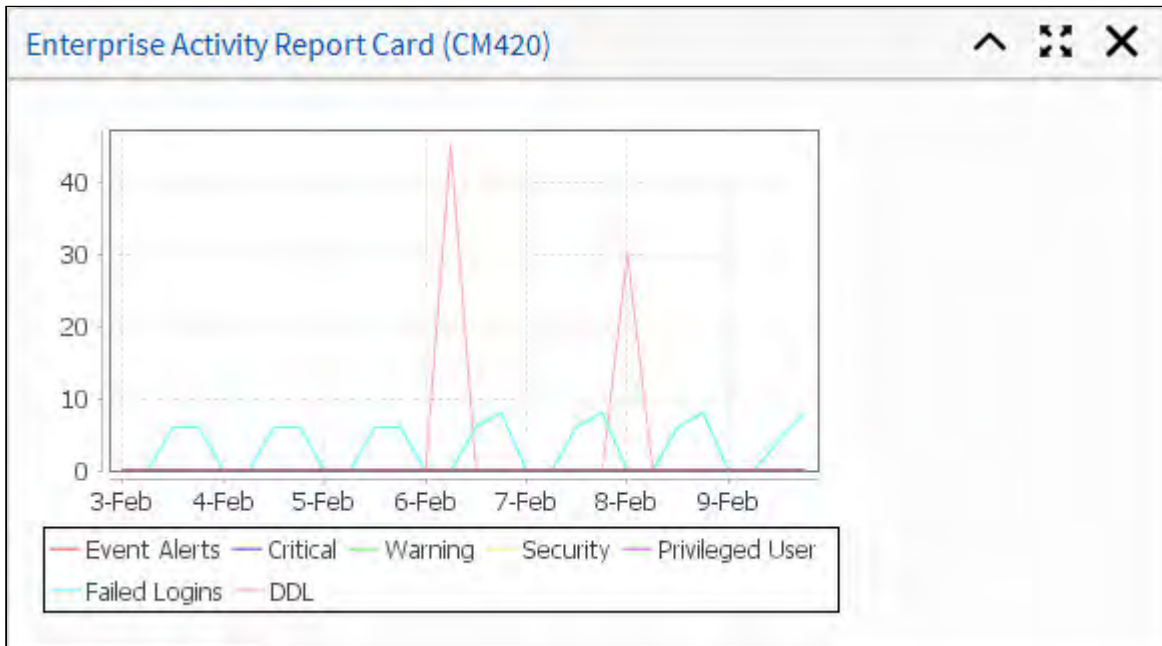 Enterprise Activity Report Card (CM420)
40
30
20
10
0
3-Feb 4-Feb 5-Feb 6-Feb 7-Feb 8-Feb 9-Feb
Event Alerts Critical Warning Security Privileged User
Failed Logins DDL